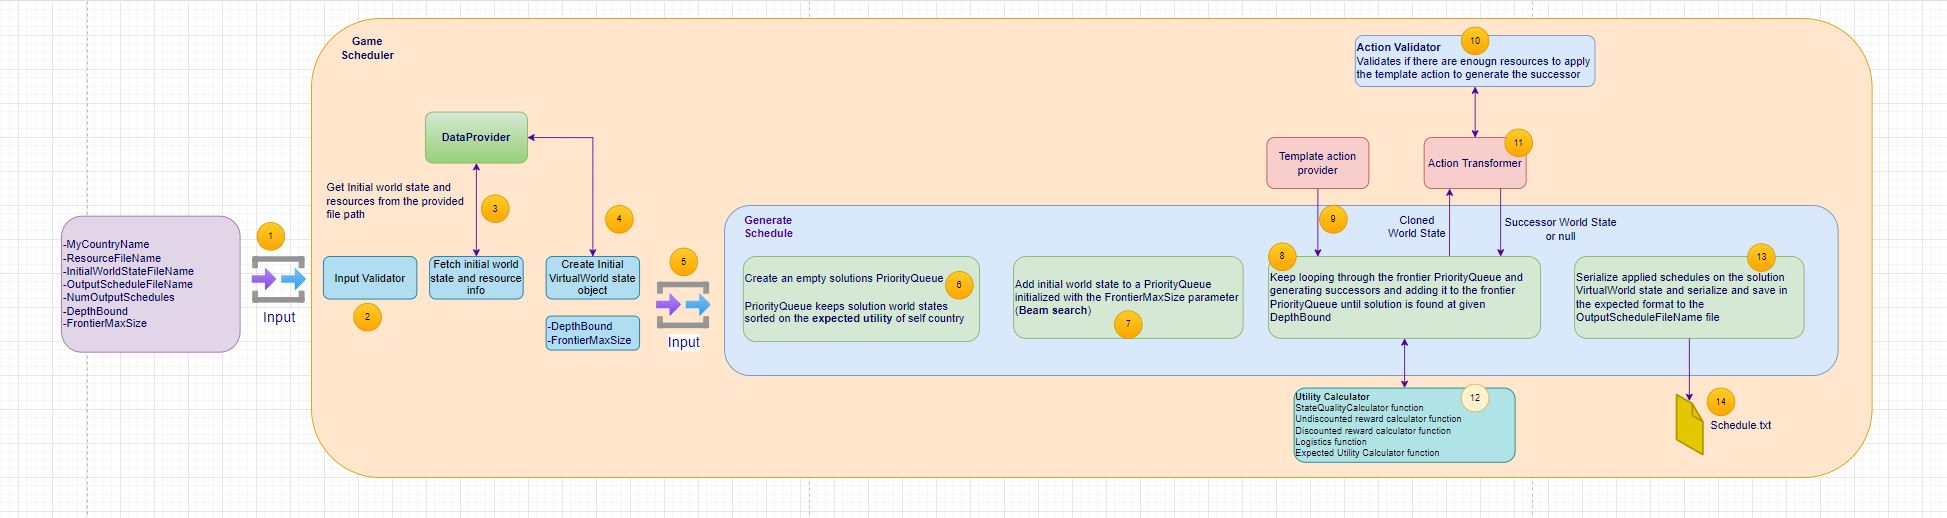 Game
Scheduler
-MyCountryName
-ResourceFileName
-InitialWorldStateFileName
-OutputScheduleFileName
-NumOutputSchedules
-DepthBound
-FrontierMaxSize
1
Input
Input Validator
2
DataProvider
Get Initial world state and
resources from the provided
file path
3
Fetch initial world
state and resource
info
4
Create Initial
VirtualWorld state
object
-DepthBound
-FrontierMaxSize
5
Input
Generate
Schedule
Create an empty solutions PriorityQueue
6
PriorityQueue keeps solution world states
sorted on the expected utility of self country
Add initial world state to a PriorityQueue
initialized with the FrontierMaxSize parameter
(Beam search)
7
8
Keep looping through the frontier PriorityQueue and
generating successors and adding it to the frontier
PriorityQueue until solution is found at given
DepthBound
Template action
provider
9
10
Action Validator
Validates if there are enougn resources to apply
the template action to generate the successor
11
Action Transformer
Cloned
World State
Successor World State
or null
12
Utility Calculator
StateQualityCalculator function
Undiscounted reward calculator function
Discounted reward calculator function
Logistics function
Expected Utility Calculator function
13
Serialize applied schedules on the solution
VirtualWorld state and serialize and save in
the expected format to the
OutputScheduleFileName file
14
Schedule.txt